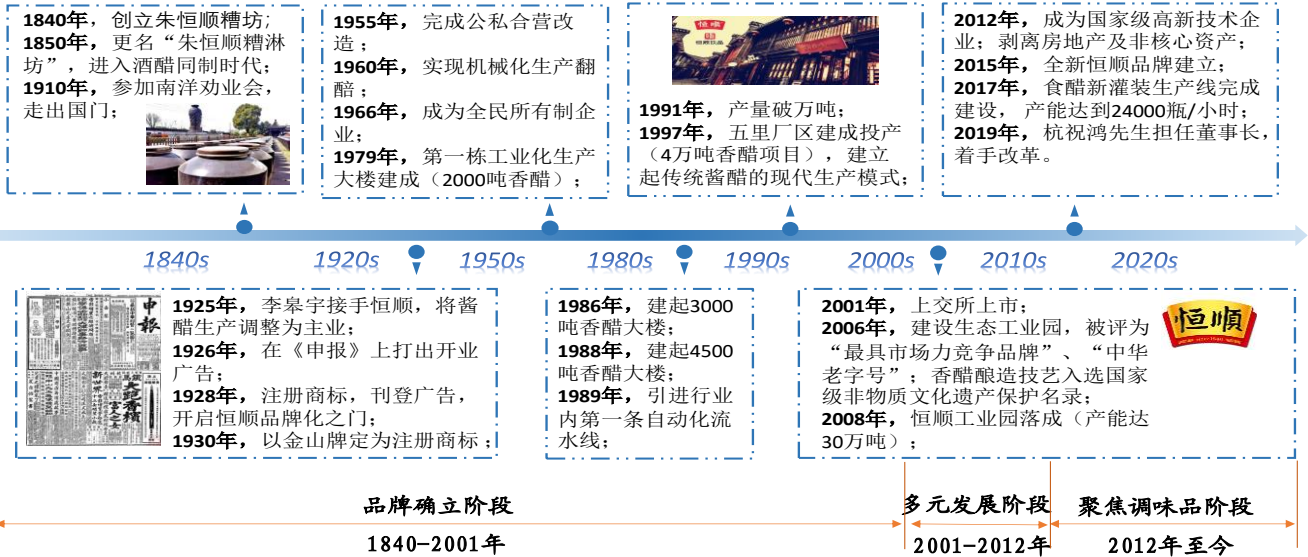 1840年，创立朱恒顺糟坊;
1850年，更名“朱恒顺糟淋
坊”，进入酒醋同制时代；
1910年，参加南洋劝业会，
走出国门；
1955年，完成公私合营改
造；
1960年，实现机械化生产翻
醅；
1966年，成为全民所有制企
业；
1979年，第一栋工业化生产
大楼建成（2000吨香醋）；
恒順
1991年，产量破万吨；
1997年，五里厂区建成投产
（4万吨香醋项目），建立
起传统酱醋的现代生产模式；
2012年，成为国家级高新技术企
业；剥离房地产及非核心资产；
2015年，全新恒顺品牌建立；
2017年，食醋新灌装生产线完成
建设，产能达到24000瓶/小时；
2019年，杭祝鸿先生担任董事长，
着手改革。
1840s
1920s
1950s
1980s
1990s
2000s
2010s
2020s
申報
1925年，李皋宇接手恒顺，将酱
醋生产调整为主业；
1926年，在《申报》上打出开业
广告；
1928年，注册商标，刊登广告，
开启恒顺品牌化之门；
1930年，以金山牌定为注册商标；
1986年，建起3000
吨香醋大楼；
1988年，建起4500
吨香醋大楼；
1989年，引进行业
内第一条自动化流
水线；
2001年，上交所上市；
2006年，建设生态工业园，被评为
“最具市场力竞争品牌”、“中华
老字号”；香醋酿造技艺入选国家
级非物质文化遗产保护名录；
2008年，恒顺工业园落成（产能达
30万吨）；
恒順
品牌确立阶段
多元发展阶段
聚焦调味品阶段
1840-2001年
2001-2012年
2012年至今